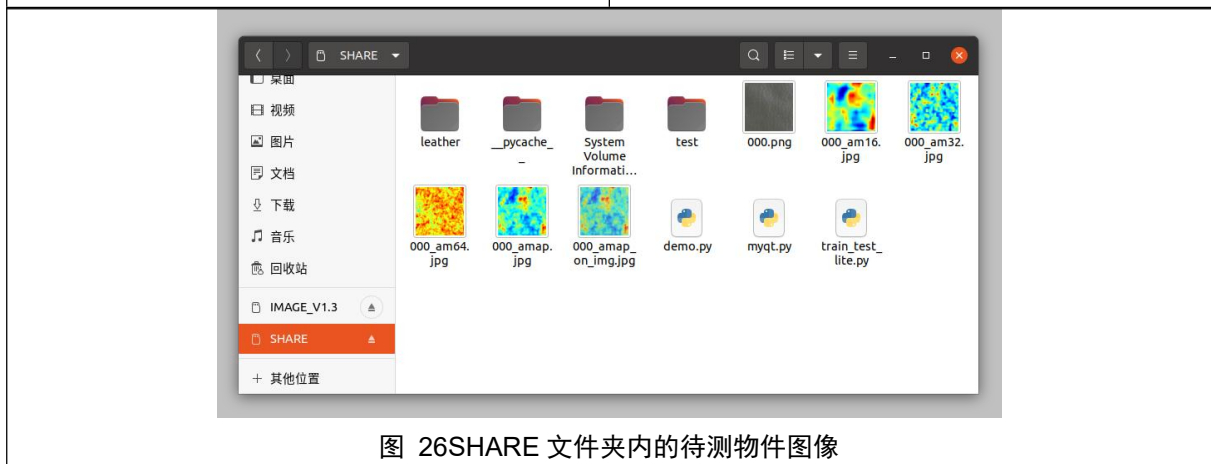 SHARE
桌面
视频
图片
文档
下载
音乐
回收站
IMAGE_V1.3
SHARE
其他位置
leather
__pycache_
_
System
Volume
Informati...
test
000.png
000_am16.
jpg
000_am32.
jpg
000_am64.
jpg
000_amap.
jpg
000_amap_
on_img.jpg
demo.py
myqt.py
train_test_
lite.py
图 26SHARE 文件夹内的待测物件图像